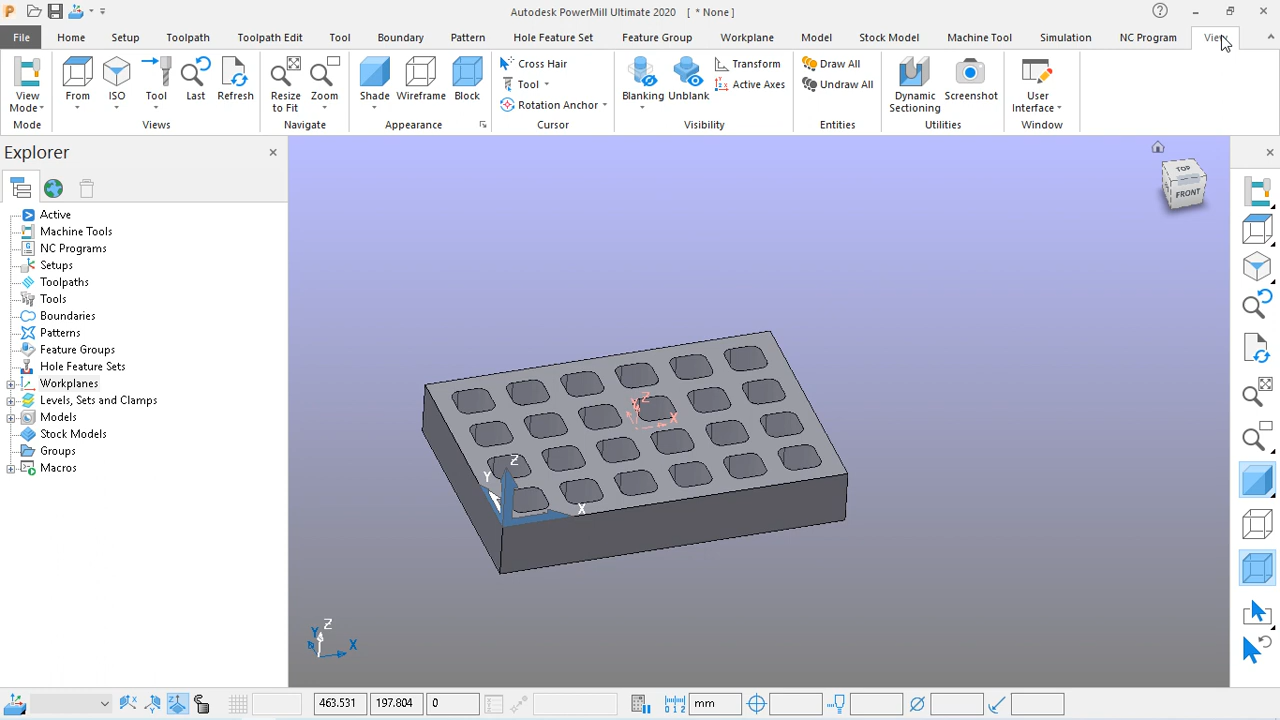 Autodesk PowerMill Ultimate 2020 [ * None ]
File Home Setup Toolpath Toolpath Edit Tool Boundary Pattern Hole Feature Set Feature Group Workplane Model Stock Model Machine Tool Simulation NC Program View
View Mode From ISO Tool Last Refresh Resize to Fit Zoom Shade Wireframe Block
Cross Hair
Tool
Rotation Anchor
Blanking Unblank
Transform
Active Axes
Draw All
Undraw All
Dynamic Sectioning Screenshot User Interface
Mode Views Navigate Appearance Cursor Visibility Entities Utilities Window
Explorer
Active
Machine Tools
NC Programs
Setups
Toolpaths
Tools
Boundaries
Patterns
Feature Groups
Hole Feature Sets
Workplanes
Levels, Sets and Clamps
Models
Stock Models
Groups
Macros
TOP
FRONT
Y Z X
Z
Y
X
Z
Y
X
463.531 197.804 0 mm